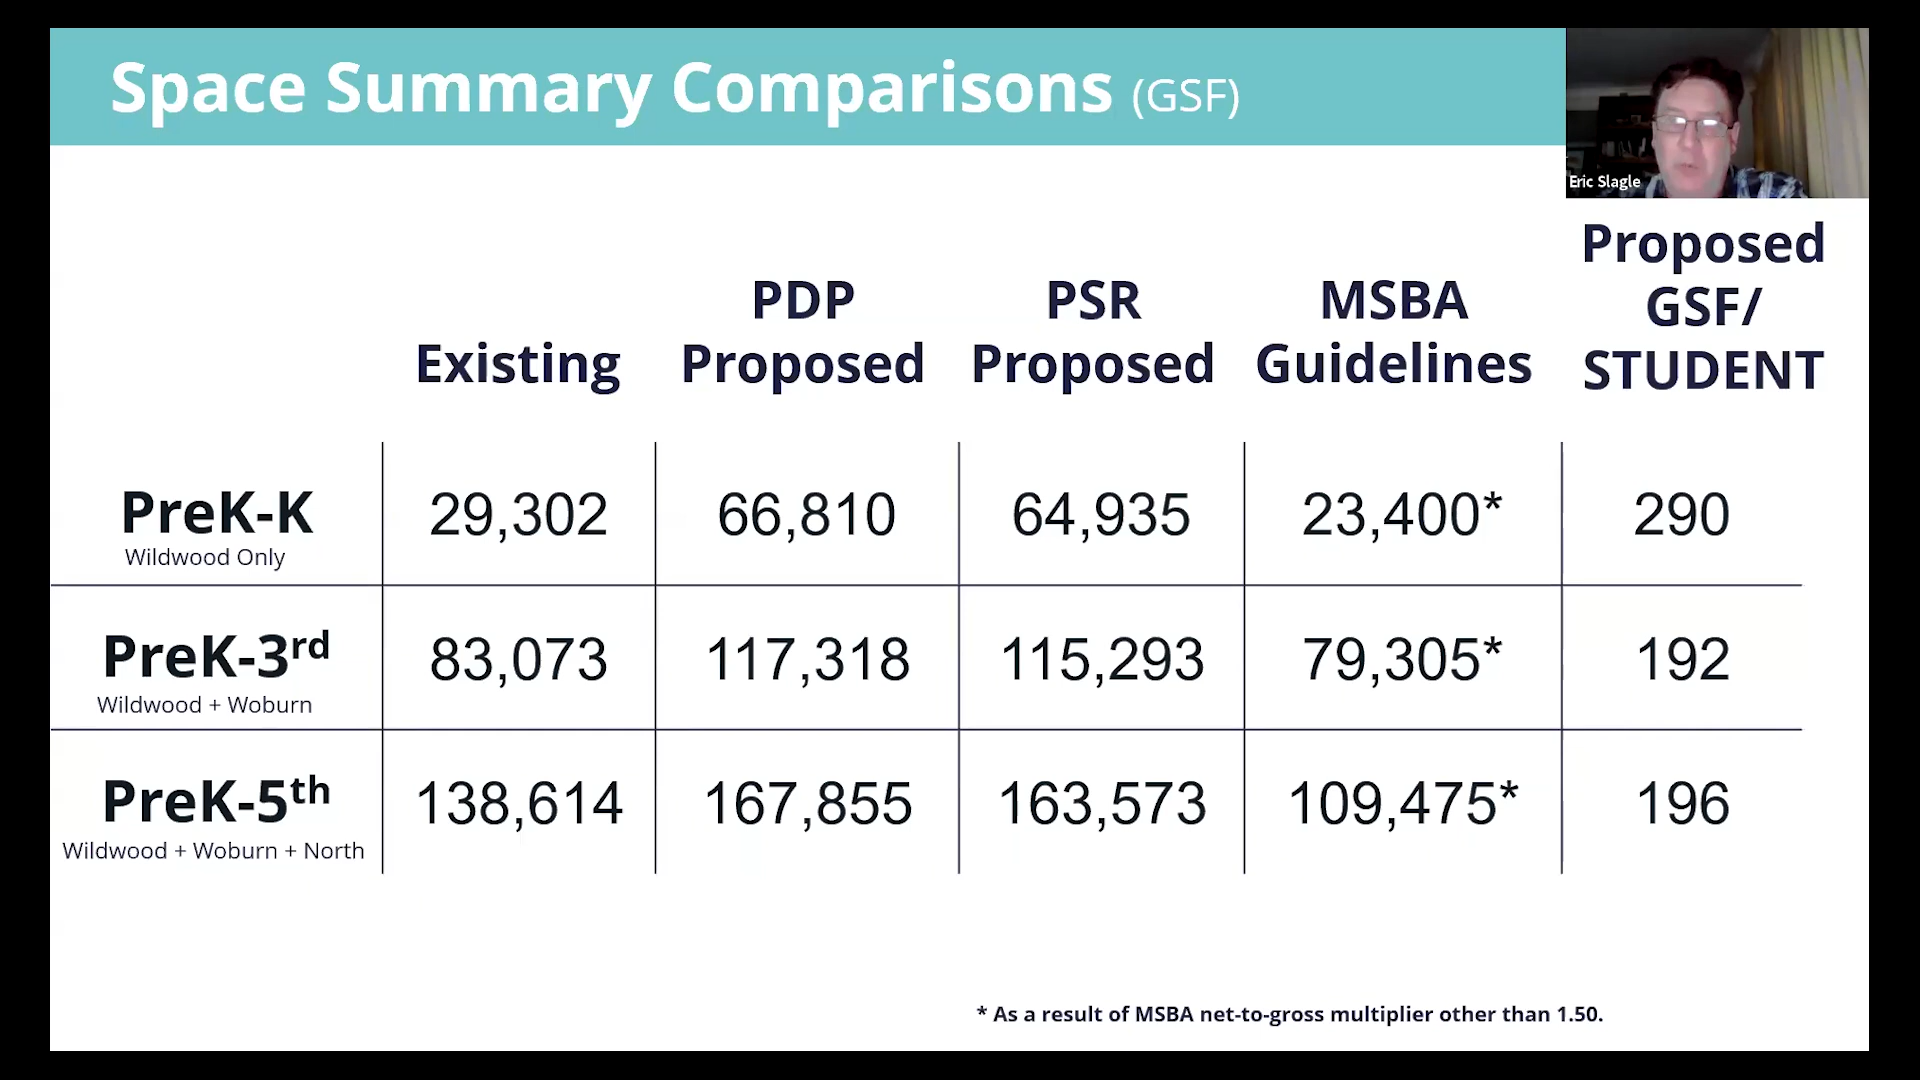 Space Summary Comparisons (GSF)
Eric Slagle
Existing
PDP
Proposed
PSR
Proposed
MSBA
Guidelines
Proposed
GSF/
STUDENT
PreK-K 29,302 66,810 64,935 23,400* 290
Wildwood Only
PreK-3rd 83,073 117,318 115,293 79,305* 192
Wildwood + Woburn
PreK-5th 138,614 167,855 163,573 109,475* 196
Wildwood + Woburn + North
* As a result of MSBA net-to-gross multiplier other than 1.50.